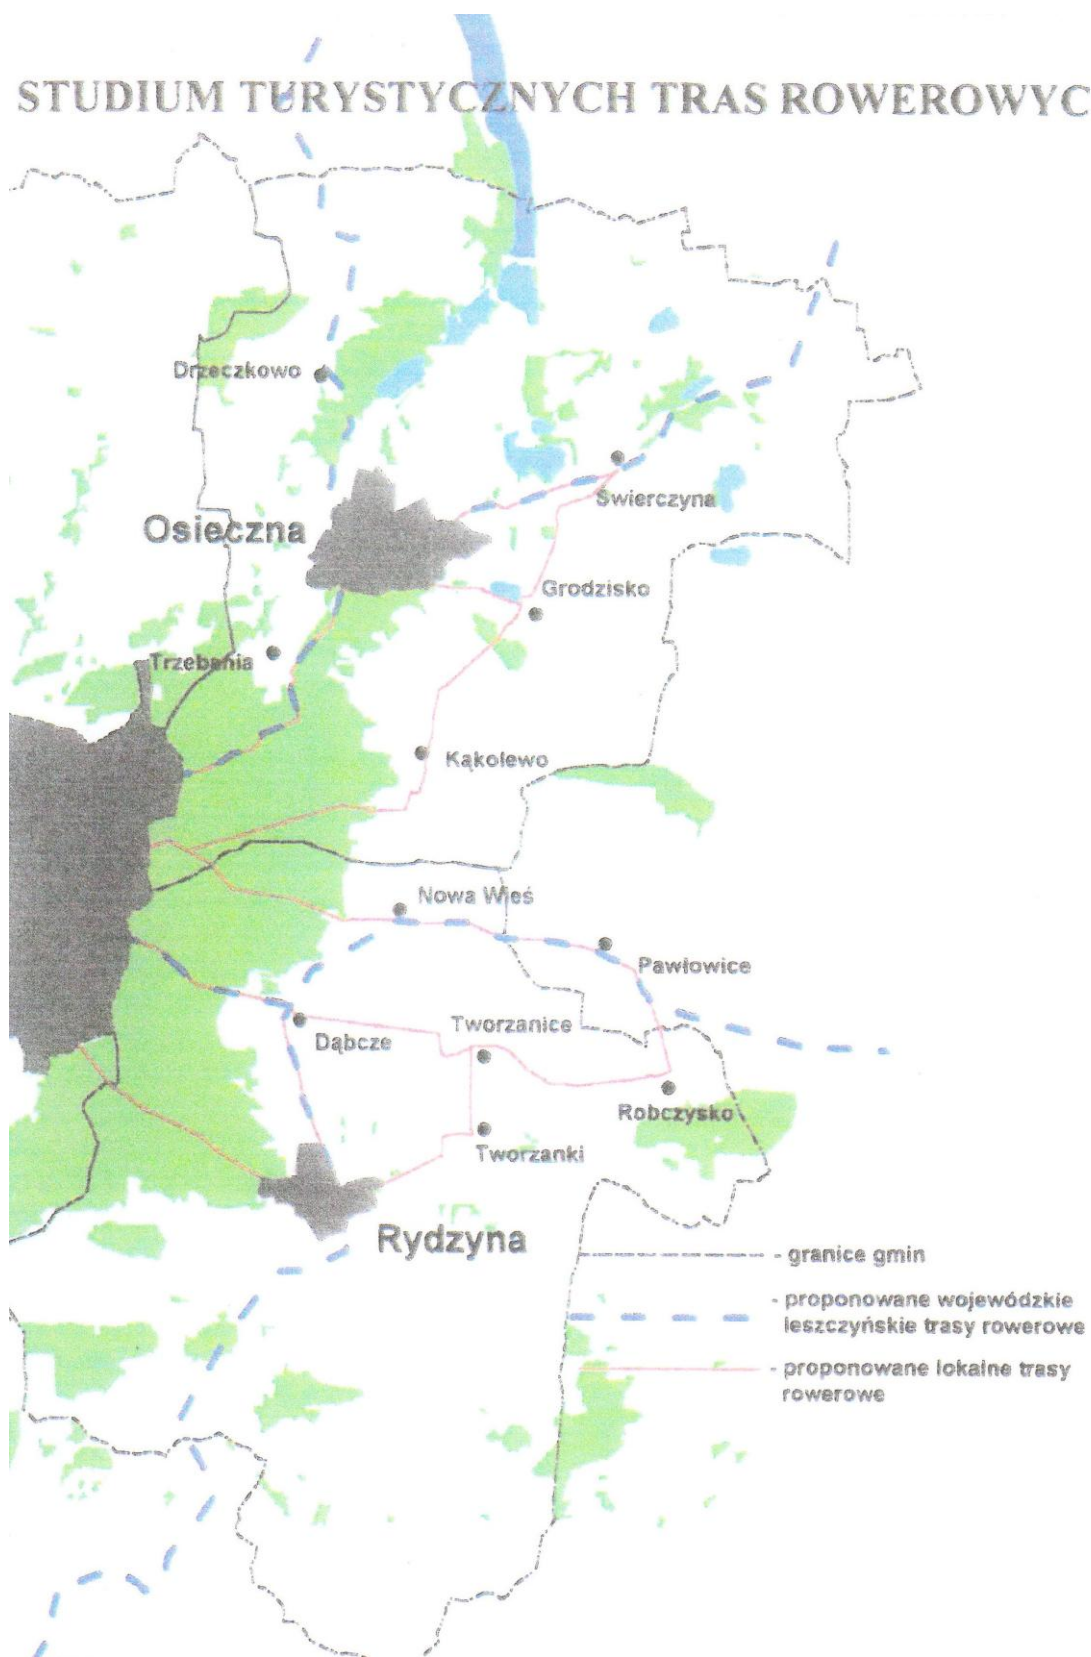 STUDIUM TURYSTYCZNYCH TRAS ROWEROWYC
Drzeczkowo
Świerczyna
Osieczna
Grodzisko
Trzebania
Kąkolewo
Nowa Wieś
Pawłowice
Tworzanice
Dąbcze
Robczysko
Tworzanki
Rydzyna
- granice gmin
- proponowane wojewódzkie
leszczyńskie trasy rowerowe
- proponowane lokalne trasy
rowerowe